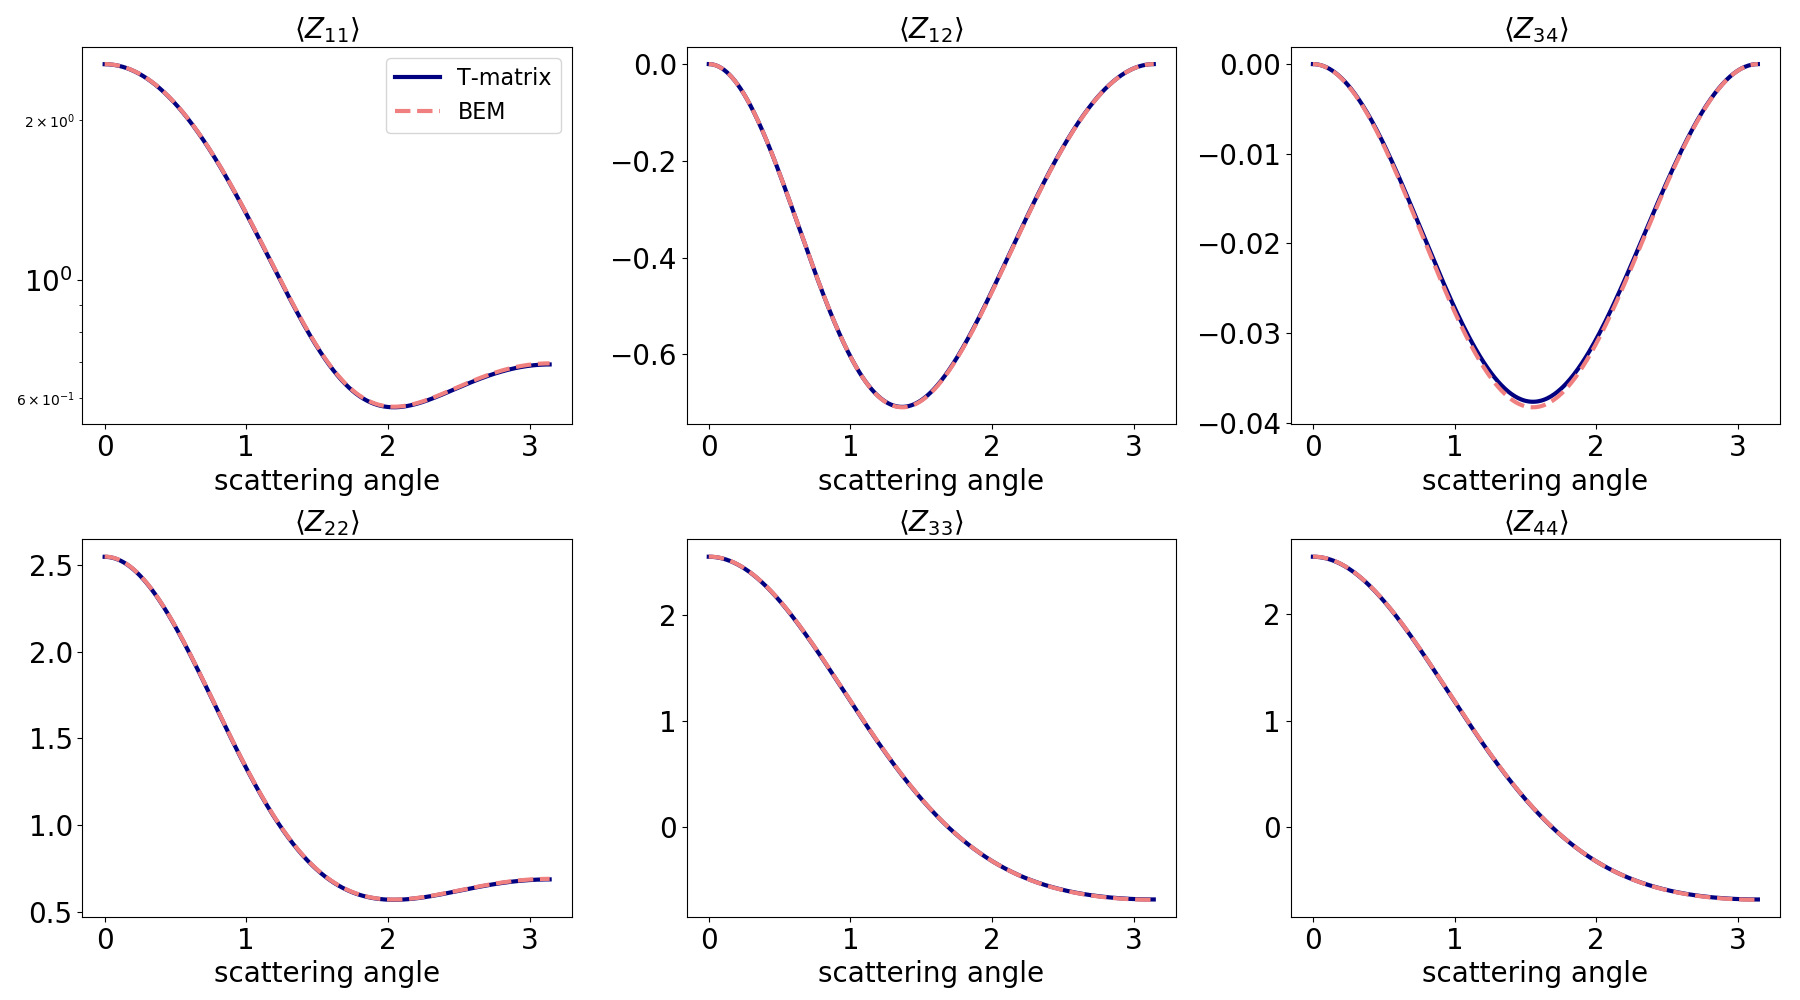 ⟨Z₁₁⟩ ⟨Z₁₂⟩ ⟨Z₃₄⟩
T-matrix
BEM
2 × 10⁰
10⁰
6 × 10⁻¹
0 1 2 3
scattering angle
0.0
−0.2
−0.4
−0.6
0 1 2 3
scattering angle
0.00
−0.01
−0.02
−0.03
−0.04
0 1 2 3
scattering angle
⟨Z₂₂⟩ ⟨Z₃₃⟩ ⟨Z₄₄⟩
2.5
2.0
1.5
1.0
0.5
0 1 2 3
scattering angle
2
1
0
0 1 2 3
scattering angle
2
1
0
0 1 2 3
scattering angle